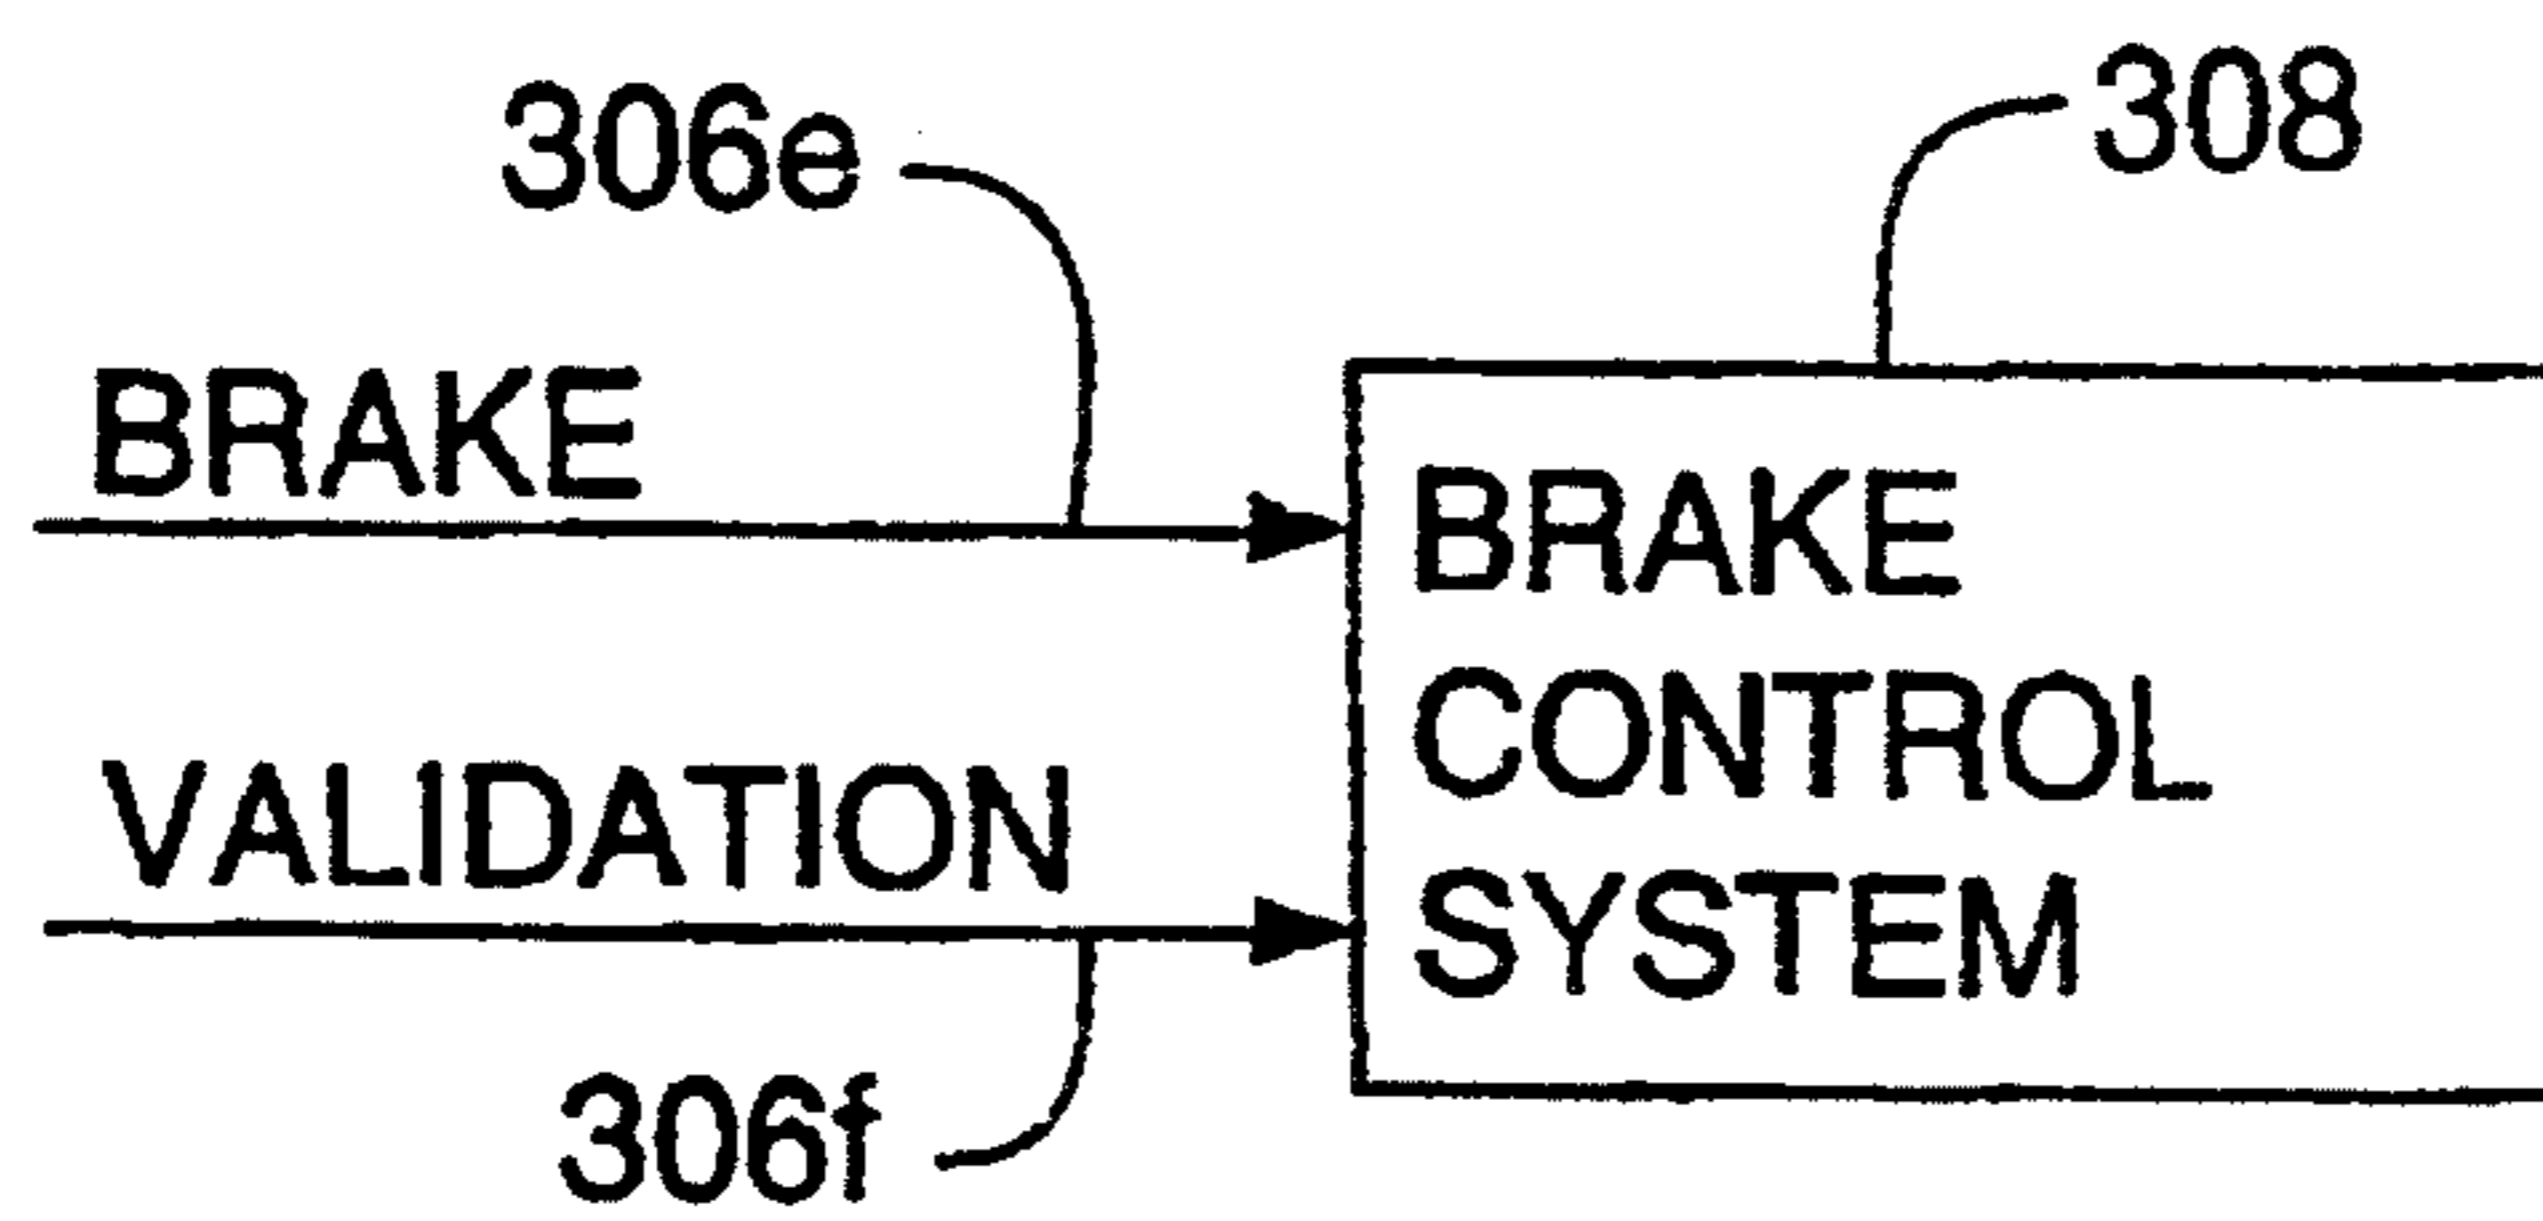 306e
308
BRAKE
BRAKE
CONTROL
SYSTEM
VALIDATION
306f